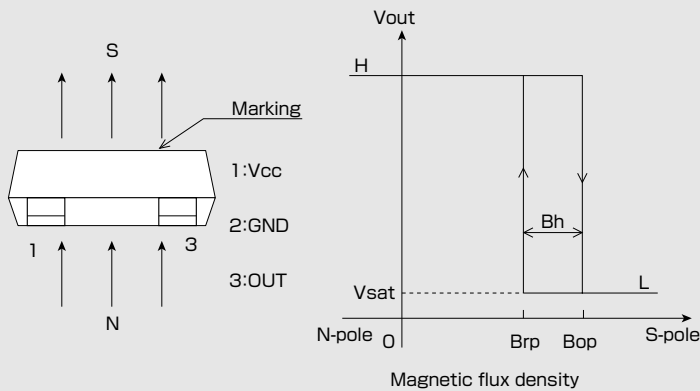 S
Marking
1:Vcc
2:GND
3:OUT
1
3
N
Vout
H
Bh
Vsat
L
N-pole
0
Brp
Bop
S-pole
Magnetic flux density